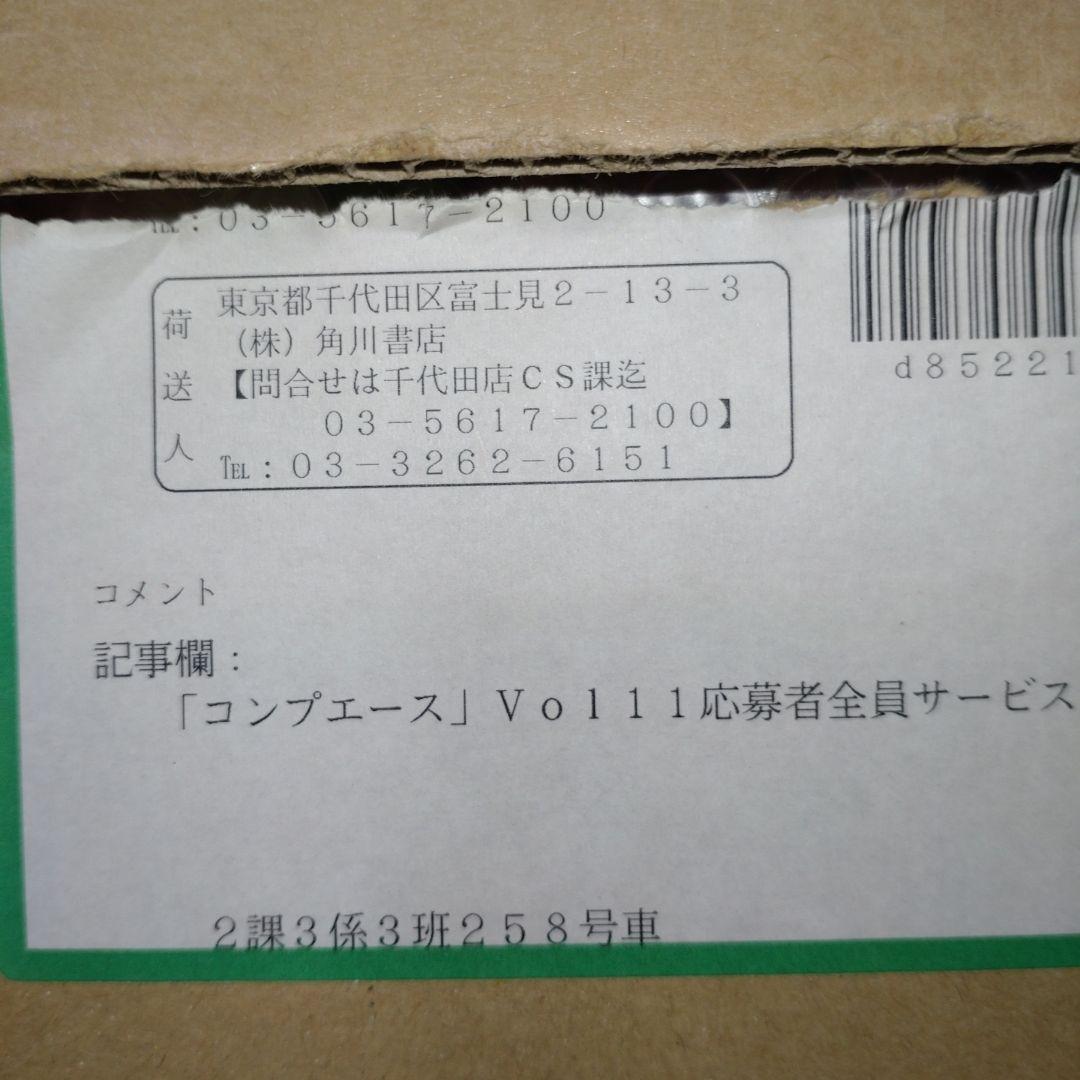 ℡：０３－５６１７－２１００
d85221
荷送人
東京都千代田区富士見２－１３－３
（株）角川書店
【問合せは千代田店ＣＳ課迄
０３－５６１７－２１００】
℡：０３－３２６２－６１５１
コメント
記事欄：
「コンプエース」Ｖｏｌ１１応募者全員サービス
２課３係３班２５８号車